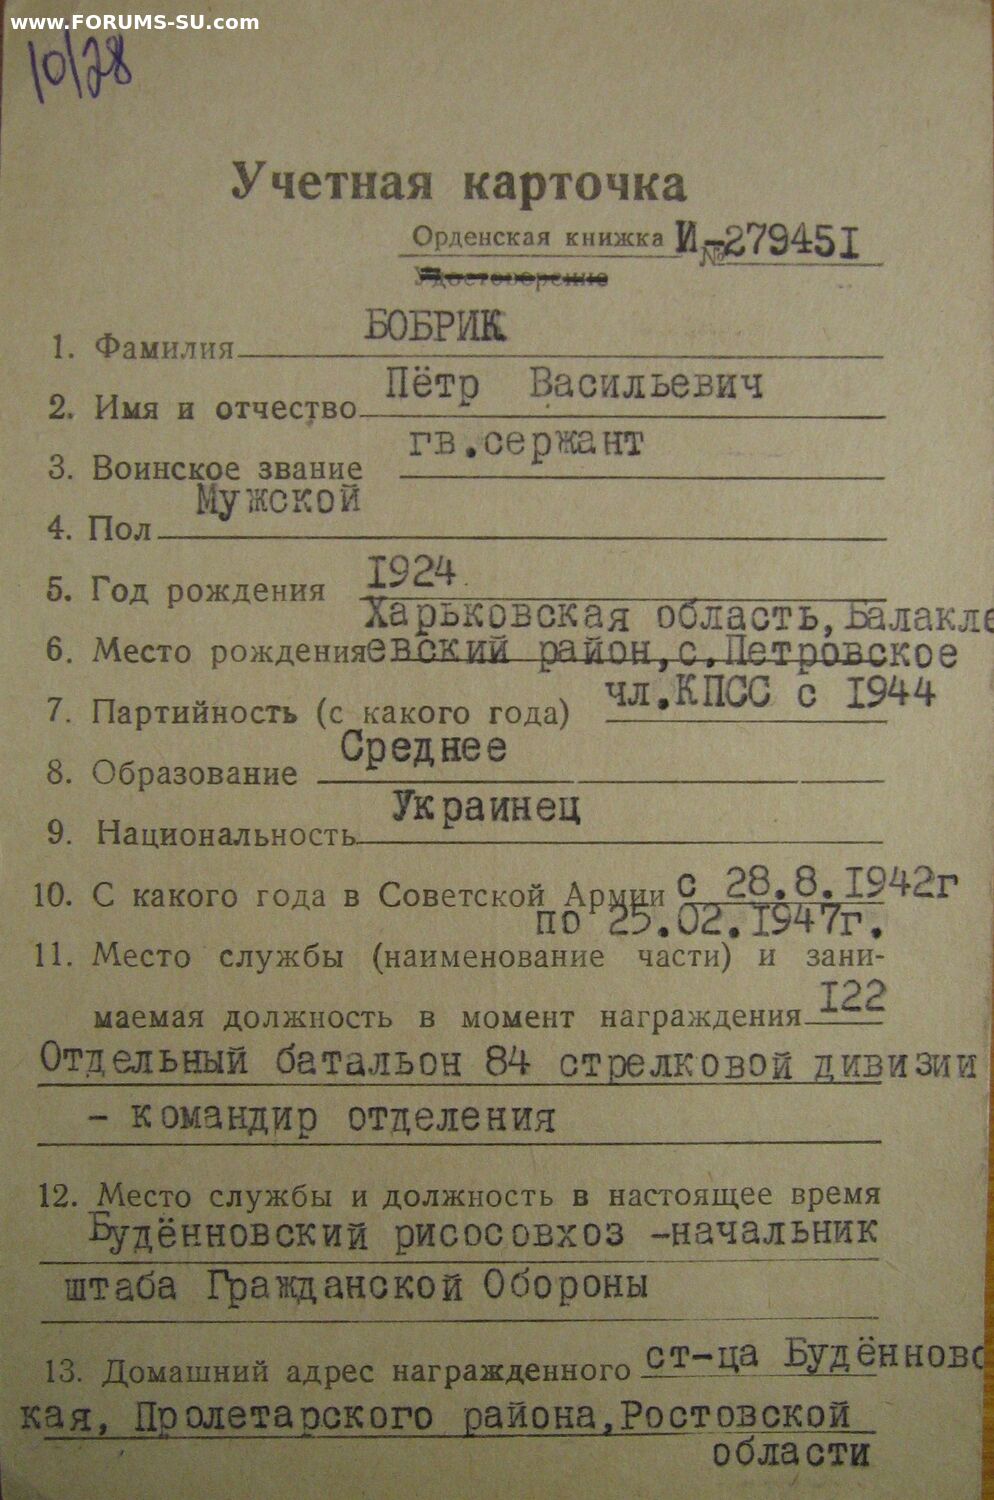 www.FORUMS-SU.com
10/28
Учетная карточка
Орденская книжка И-№279451
Удостоверение
БОБРИК
1. Фамилия
Пётр Васильевич
2. Имя и отчество
гв.сержант
3. Воинское звание
Мужской
4. Пол
1924
5. Год рождения
Харьковская область, Балакле
6. Место рождения евский район, с. Петровское
чл.КПСС с 1944
7. Партийность (с какого года)
Среднее
8. Образование
Украинец
9. Национальность
10. С какого года в Советской Армии с 28.8.1942г
по 25.02.1947г.
11. Место службы (наименование части) и зани-
маемая должность в момент награждения 122
Отдельный батальон 84 стрелковой дивизии
- командир отделения
12. Место службы и должность в настоящее время
Будённовский рисосовхоз -начальник
штаба Гражданской Обороны
13. Домашний адрес награжденного ст-ца Будённовс
кая, Пролетарского района, Ростовской
области